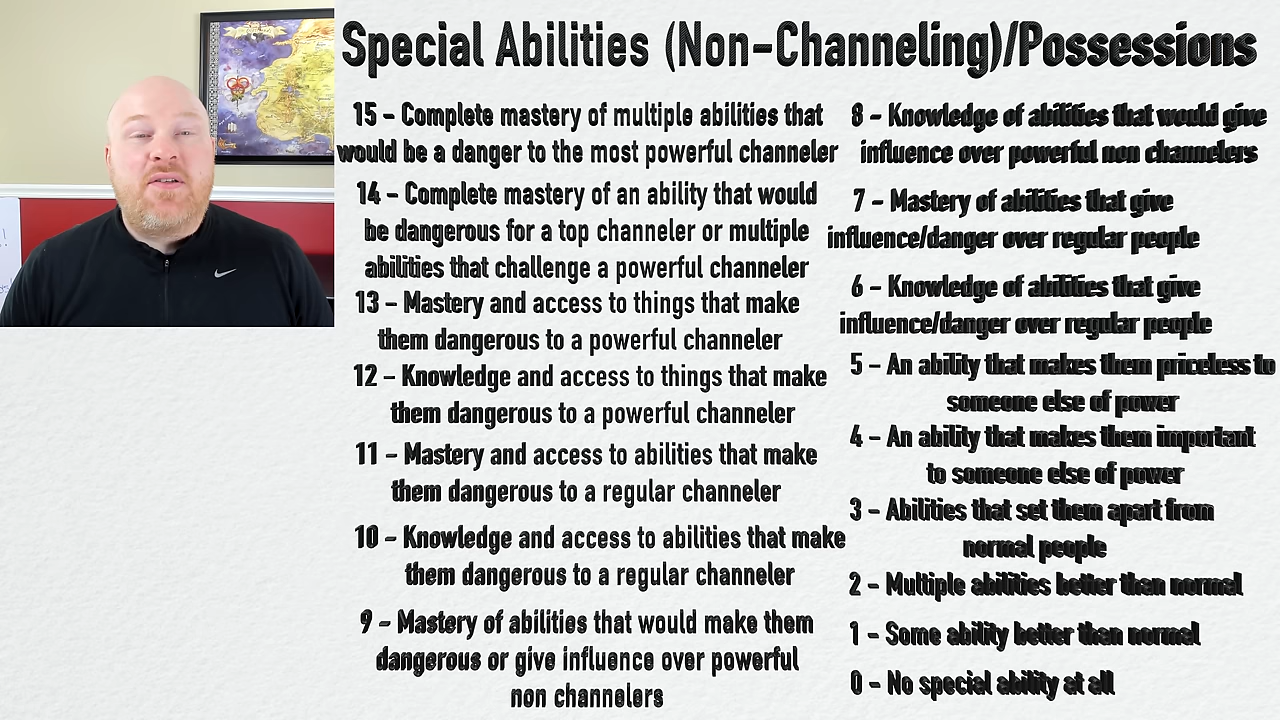 Special Abilities (Non-Channeling)/Possessions
15 - Complete mastery of multiple abilities that
would be a danger to the most powerful channeler
14 - Complete mastery of an ability that would
be dangerous for a top channeler or multiple
abilities that challenge a powerful channeler
13 - Mastery and access to things that make
them dangerous to a powerful channeler
12 - Knowledge and access to things that make
them dangerous to a powerful channeler
11 - Mastery and access to abilities that make
them dangerous to a regular channeler
10 - Knowledge and access to abilities that make
them dangerous to a regular channeler
9 - Mastery of abilities that would make them
dangerous or give influence over powerful
non channelers
8 - Knowledge of abilities that would give
influence over powerful non channelers
7 - Mastery of abilities that give
influence/danger over regular people
6 - Knowledge of abilities that give
influence/danger over regular people
5 - An ability that makes them priceless to
someone else of power
4 - An ability that makes them important
to someone else of power
3 - Abilities that set them apart from
normal people
2 - Multiple abilities better than normal
1 - Some ability better than normal
0 - No special ability at all